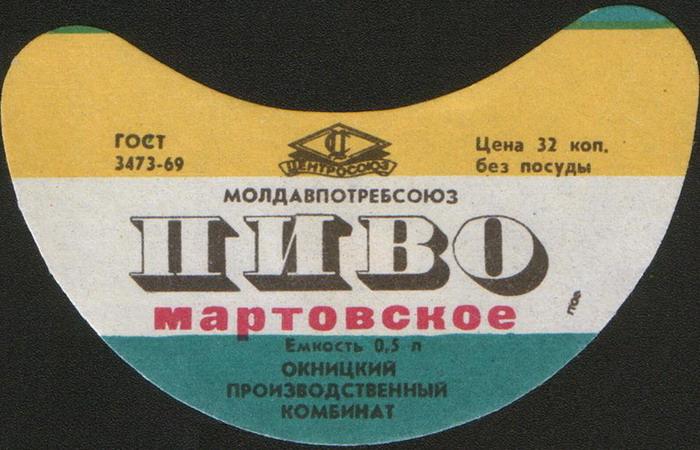 ГОСТ
3473-69
ЦЕНТРОСОЮЗ
Цена 32 коп.
без посуды
МОЛДАВПОТРЕБСОЮЗ
ПИВО
мартовское
Емкость 0,5 л
ОКНИЦКИЙ
ПРОИЗВОДСТВЕННЫЙ
КОМБИНАТ